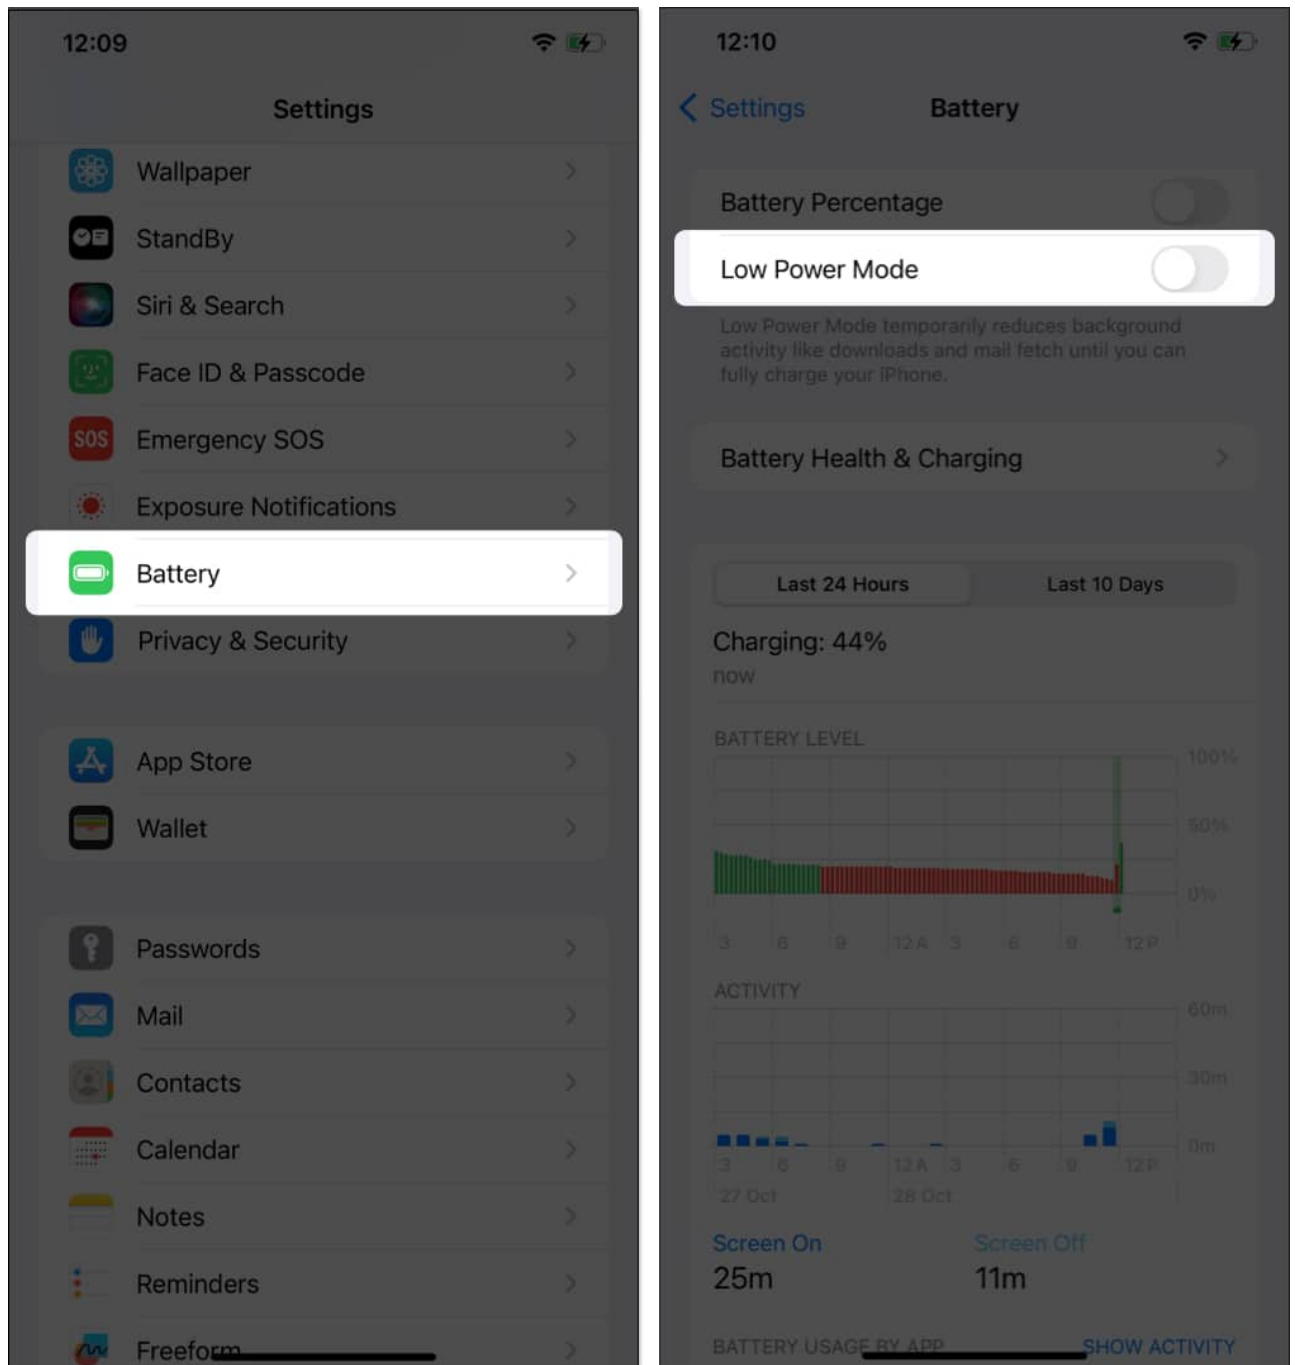 12:09
Settings
Wallpaper
StandBy
Siri & Search
Face ID & Passcode
SOS
Emergency SOS
Exposure Notifications
Battery
Privacy & Security
App Store
Wallet
Passwords
Mail
Contacts
Calendar
Notes
Reminders
Freeform
12:10
Settings
Battery
Battery Percentage
Low Power Mode
Low Power Mode temporarily reduces background
activity like downloads and mail fetch until you can
fully charge your iPhone.
Battery Health & Charging
Last 24 Hours
Last 10 Days
Charging: 44%
now
BATTERY LEVEL
100%
50%
0%
3 6 9 12 A 3 6 9 12 P
ACTIVITY
60m
30m
0m
3 6 9 12 A 3 6 9 12 P
27 Oct 28 Oct
Screen On
Screen Off
25m
11m
BATTERY USAGE BY APP
SHOW ACTIVITY